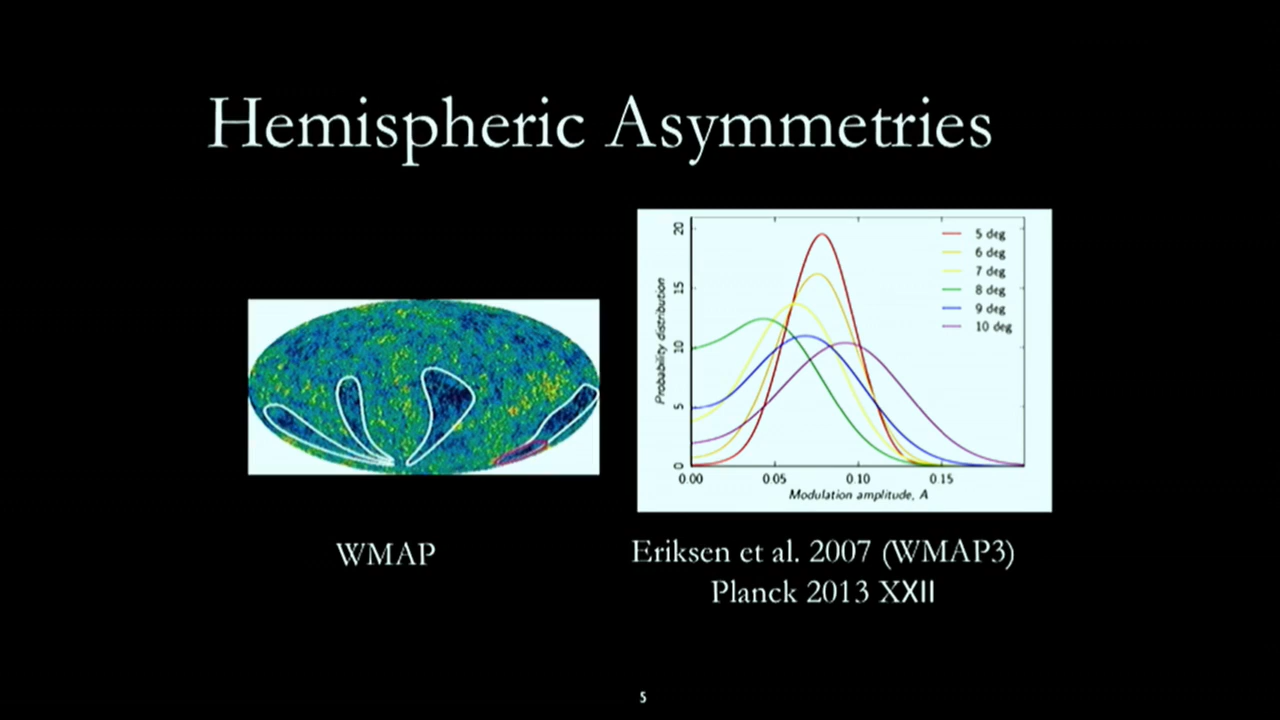 Hemispheric Asymmetries
20
15
10
5
0
Probability distribution
5 deg
6 deg
7 deg
8 deg
9 deg
10 deg
0.00 0.05 0.10 0.15
Modulation amplitude, A
WMAP
Eriksen et al. 2007 (WMAP3)
Planck 2013 XXII
5